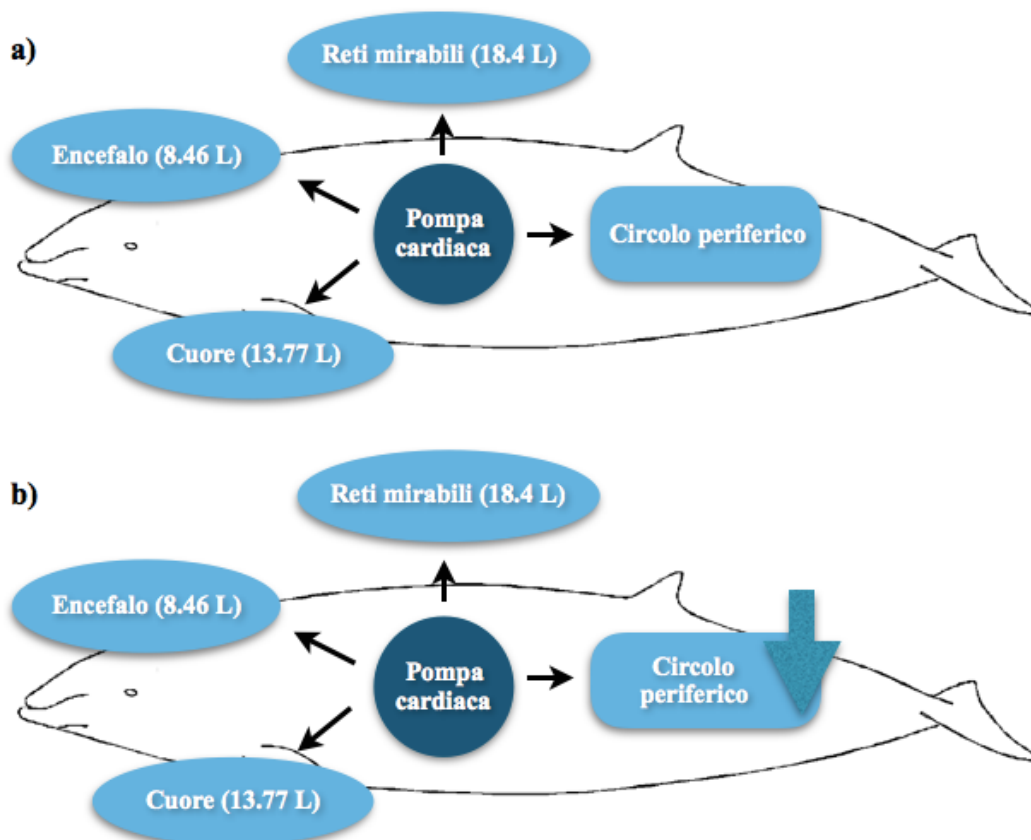 a)
Reti mirabili (18.4 L)
Encefalo (8.46 L)
Pompa
cardiaca
Circolo periferico
Cuore (13.77 L)
b)
Reti mirabili (18.4 L)
Encefalo (8.46 L)
Pompa
cardiaca
Circolo
periferico
Cuore (13.77 L)